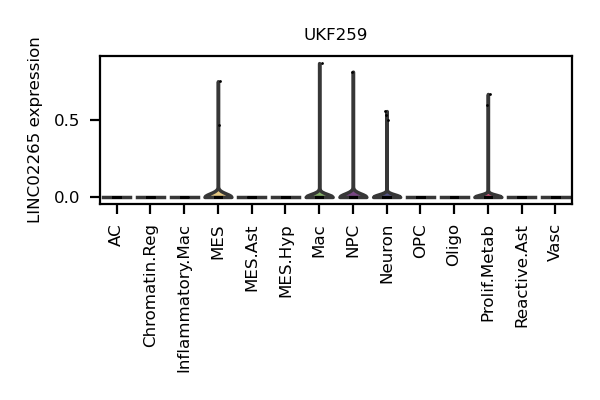 UKF259
LINC02265 expression
0.5
0.0
AC
Chromatin.Reg
Inflammatory.Mac
MES
MES.Ast
MES.Hyp
Mac
NPC
Neuron
OPC
Oligo
Prolif.Metab
Reactive.Ast
Vasc